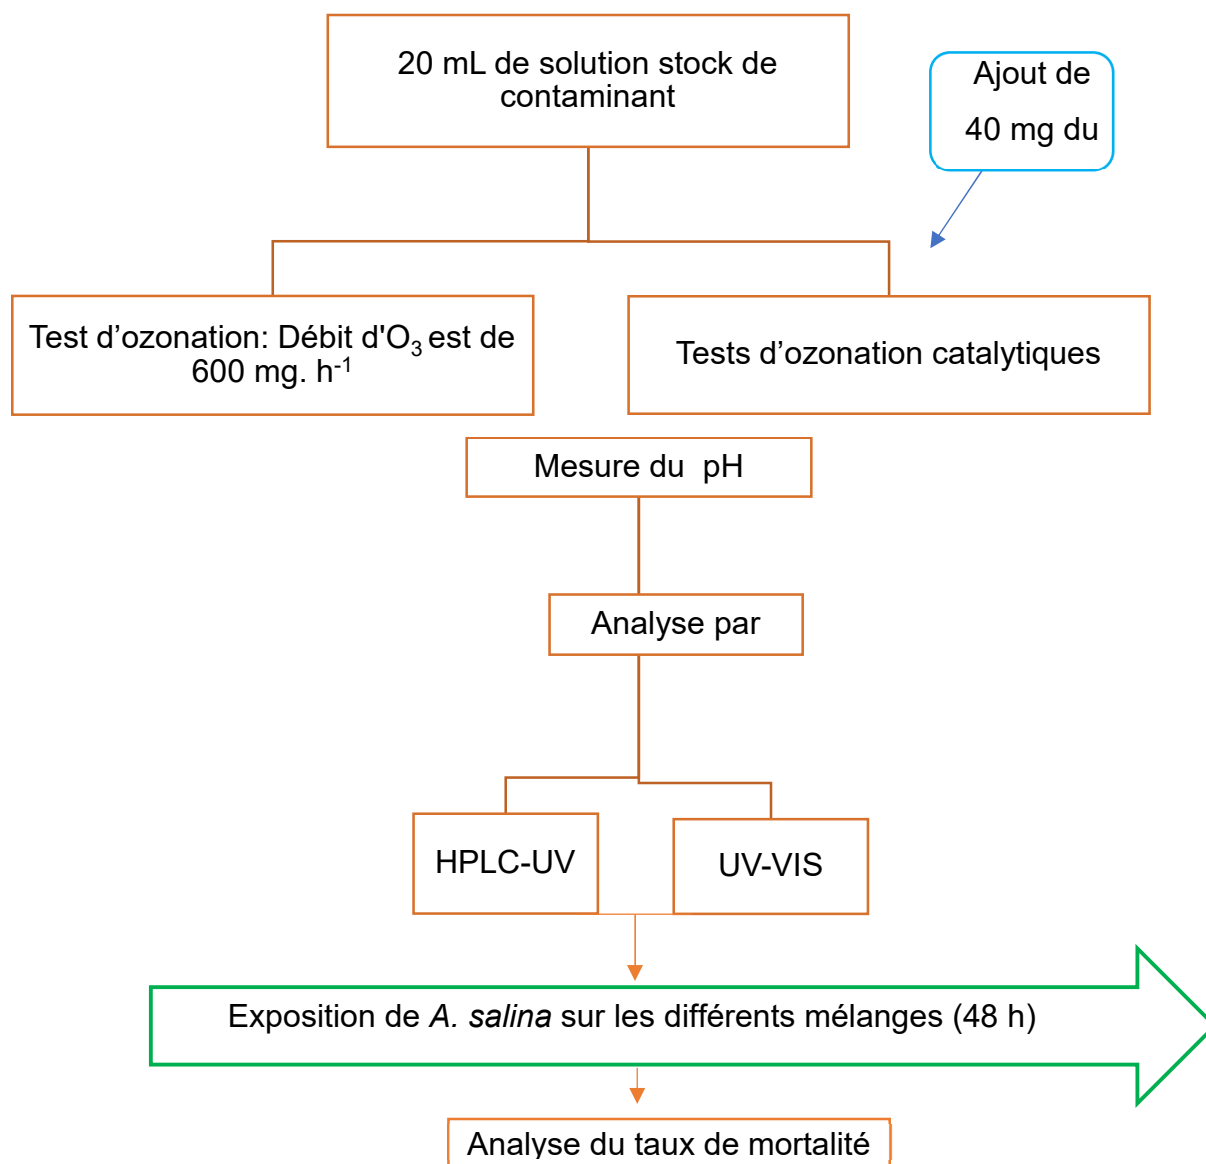 20 mL de solution stock de
contaminant
Ajout de
40 mg du
Test d’ozonation: Débit d'O₃ est de
600 mg. h⁻¹
Tests d’ozonation catalytiques
Mesure du pH
Analyse par
HPLC-UV
UV-VIS
Exposition de A. salina sur les différents mélanges (48 h)
Analyse du taux de mortalité